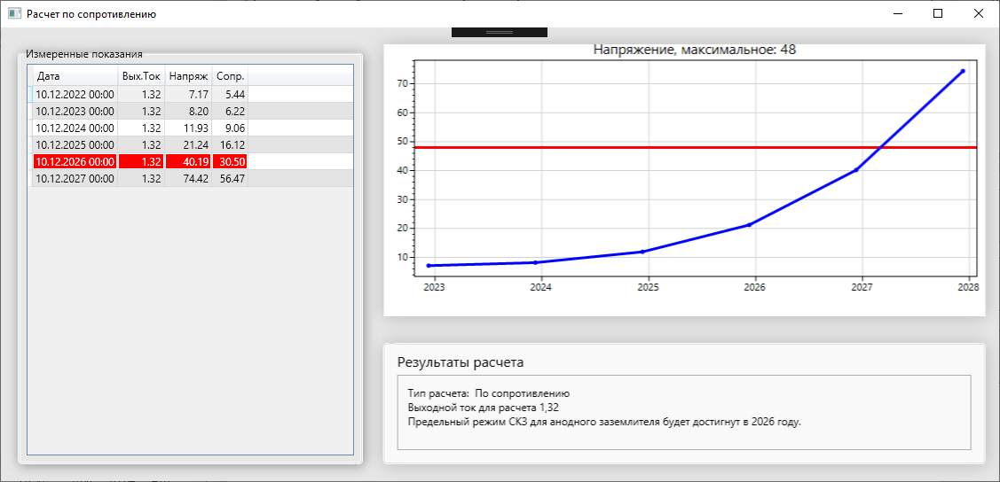 Расчет по сопротивлению
Измеренные показания
Дата Вых.Ток Напряж Сопр.
10.12.2022 00:00 1.32 7.17 5.44
10.12.2023 00:00 1.32 8.20 6.22
10.12.2024 00:00 1.32 11.93 9.06
10.12.2025 00:00 1.32 21.24 16.12
10.12.2026 00:00 1.32 40.19 30.50
10.12.2027 00:00 1.32 74.42 56.47
Напряжение, максимальное: 48
70
60
50
40
30
20
10
2023 2024 2025 2026 2027 2028
Результаты расчета
Тип расчета: По сопротивлению
Выходной ток для расчета 1,32
Предельный режим СКЗ для анодного заземлителя будет достигнут в 2026 году.